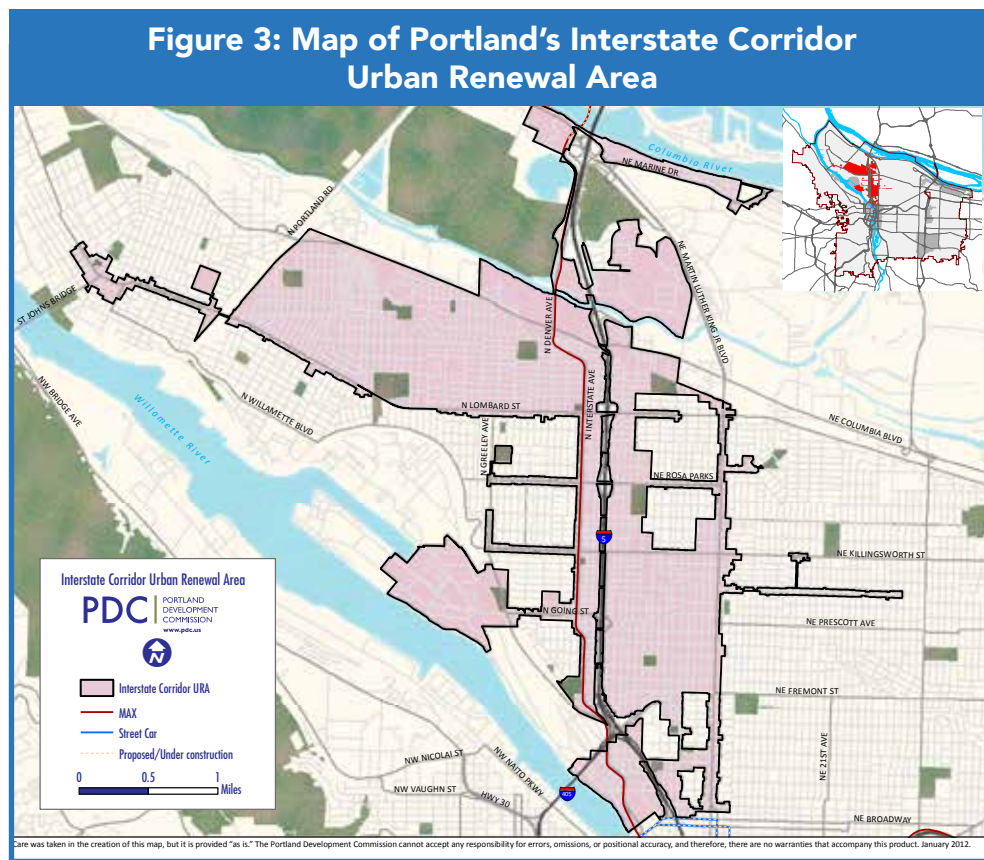 Figure 3: Map of Portland's Interstate Corridor
Urban Renewal Area
Columbia River
NE MARINE DR
N PORTLAND RD
NE MARTIN LUTHER KING JR BLVD
ST JOHNS BRIDGE
N DENVER AVE
NW BRIDGE AVE
Willamette River
N WILLAMETTE BLVD
N LOMBARD ST
N INTERSTATE AVE
NE COLUMBIA BLVD
N GREELEY AVE
NE ROSA PARKS
5
NE KILLINGSWORTH ST
N GOING ST
NE PRESCOTT AVE
NE FREMONT ST
NE 21ST AVE
NW NICOLAI ST
NW NAITO PKWY
NW VAUGHN ST
HWY 30
405
NE BROADWAY
Interstate Corridor Urban Renewal Area
PDC
PORTLAND
DEVELOPMENT
COMMISSION
www.pdc.us
N
Interstate Corridor URA
MAX
Street Car
Proposed/Under construction
0 0.5 1
Miles
Care was taken in the creation of this map, but it is provided "as is." The Portland Development Commission cannot accept any responsibility for errors, omissions, or positional accuracy, and therefore, there are no warranties that accompany this product. January 2012.